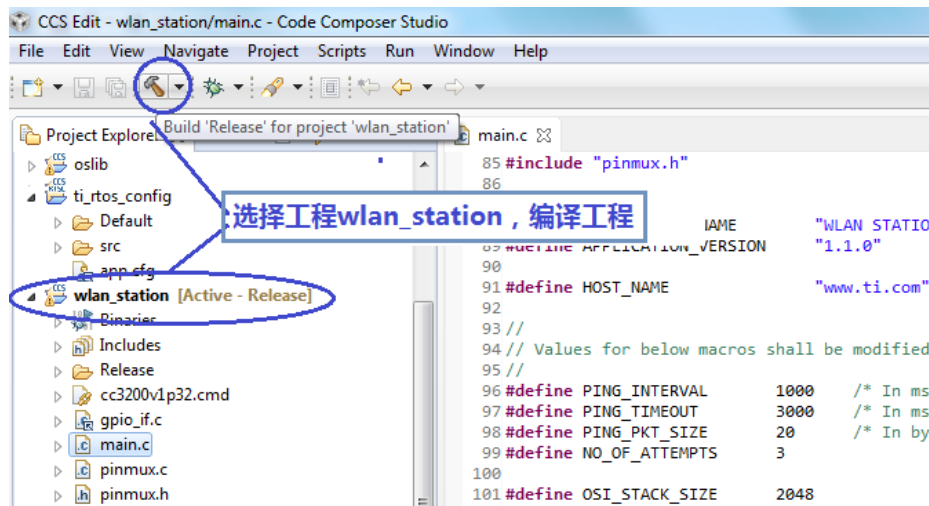 CCS Edit - wlan_station/main.c - Code Composer Studio
File Edit View Navigate Project Scripts Run Window Help
Build 'Release' for project 'wlan_station'
Project Explore
main.c
oslib
ti_rtos_config
Default
src
app.cfg
wlan_station [Active - Release]
Binaries
Includes
Release
cc3200v1p32.cmd
gpio_if.c
main.c
pinmux.c
pinmux.h
选择工程wlan_station，编译工程
85 #include "pinmux.h"
86
"WLAN STATIO
89 #define APPLICATION_VERSION "1.1.0"
90
91 #define HOST_NAME "www.ti.com"
92
93 //
94 // Values for below macros shall be modified
95 //
96 #define PING_INTERVAL 1000 /* In ms
97 #define PING_TIMEOUT 3000 /* In ms
98 #define PING_PKT_SIZE 20 /* In by
99 #define NO_OF_ATTEMPTS 3
100
101 #define OSI_STACK_SIZE 2048